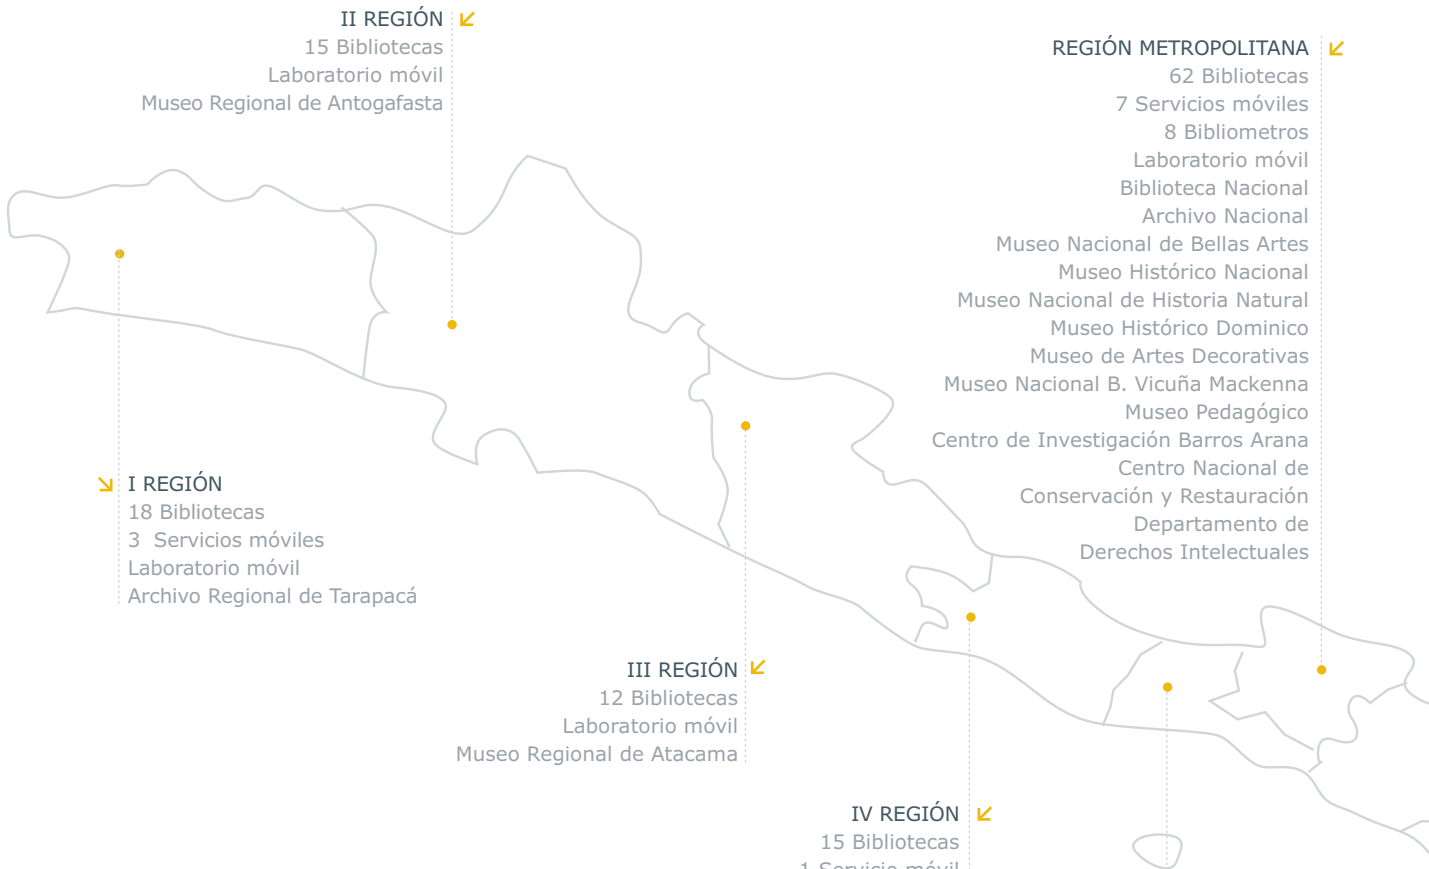 II REGIÓN
15 Bibliotecas
Laboratorio móvil
Museo Regional de Antogafasta
REGIÓN METROPOLITANA
62 Bibliotecas
7 Servicios móviles
8 Bibliometros
Laboratorio móvil
Biblioteca Nacional
Archivo Nacional
Museo Nacional de Bellas Artes
Museo Histórico Nacional
Museo Nacional de Historia Natural
Museo Histórico Dominico
Museo de Artes Decorativas
Museo Nacional B. Vicuña Mackenna
Museo Pedagógico
Centro de Investigación Barros Arana
Centro Nacional de
Conservación y Restauración
Departamento de
Derechos Intelectuales
I REGIÓN
18 Bibliotecas
3 Servicios móviles
Laboratorio móvil
Archivo Regional de Tarapacá
III REGIÓN
12 Bibliotecas
Laboratorio móvil
Museo Regional de Atacama
IV REGIÓN
15 Bibliotecas
1 Servicio móvil